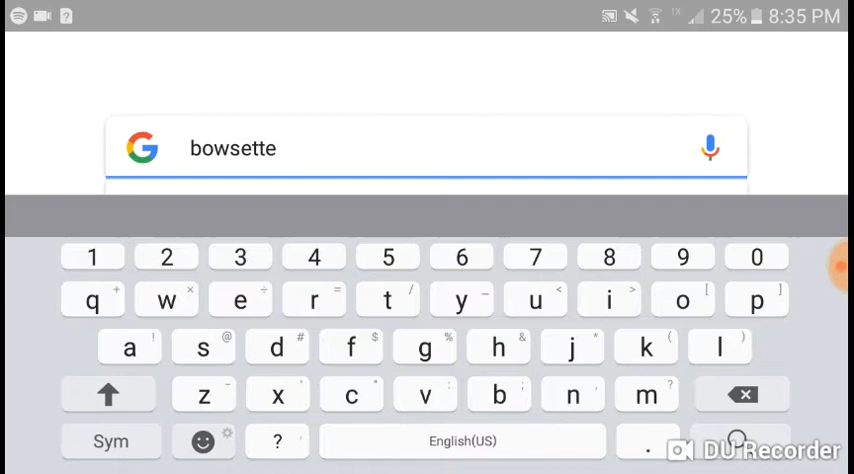 1X 25% 8:35 PM
bowsette
1 2 3 4 5 6 7 8 9 0
q + w × e ÷ r = t / y _ u < i > o [ p ]
a ! s @ d # f $ g % h & j * k ( l )
z - x ' c " v : b ; n , m ?
Sym ? English(US) .
DU Recorder